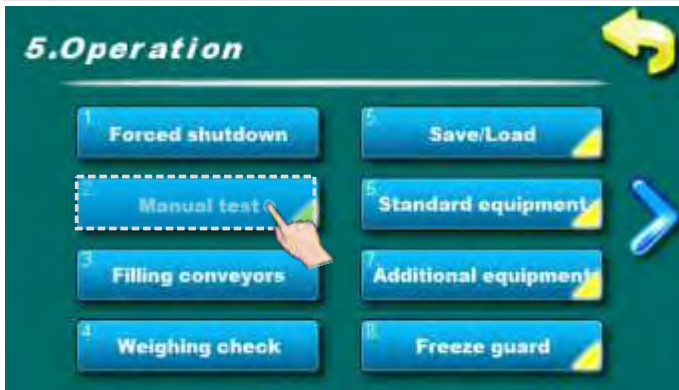 5.Operation
1
Forced shutdown
2
Manual test
3
Filling conveyors
4
Weighing check
5
Save/Load
6
Standard equipment
7
Additional equipment
8
Freeze guard